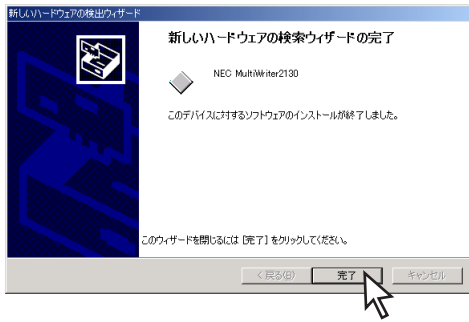 新しいハードウェアの検出ウィザード
新しいハードウェアの検索ウィザードの完了
NEC MultiWriter2130
このデバイスに対するソフトウェアのインストールが終了しました。
このウィザードを閉じるには [完了] をクリックしてください。
< 戻る(B)
完了
キャンセル